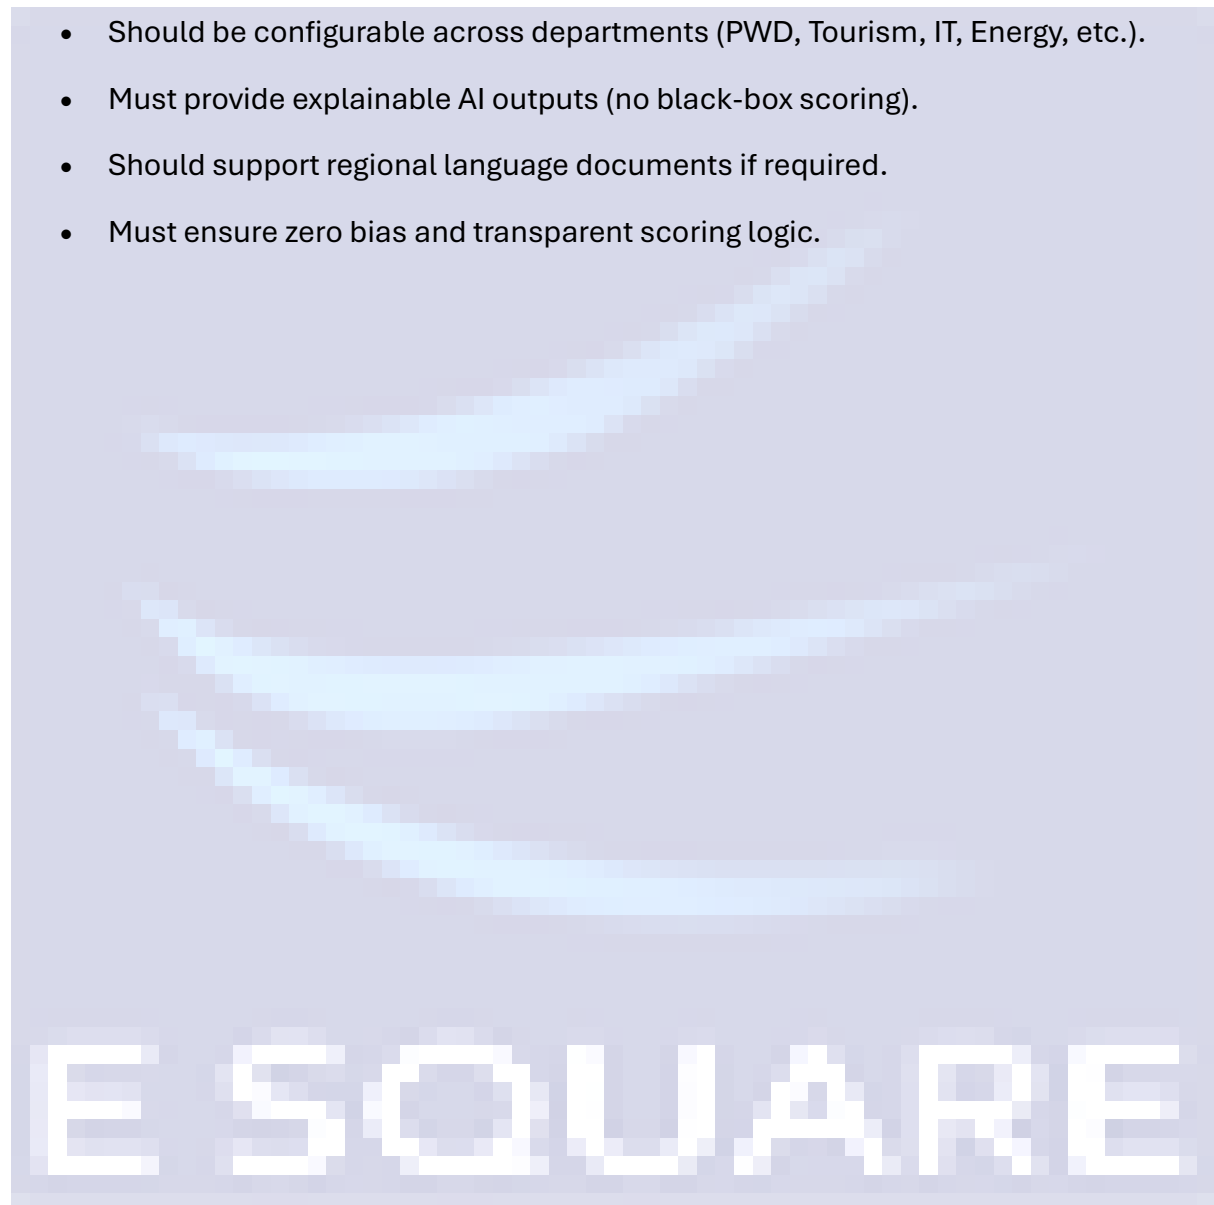 • Should be configurable across departments (PWD, Tourism, IT, Energy, etc.).
• Must provide explainable AI outputs (no black-box scoring).
• Should support regional language documents if required.
• Must ensure zero bias and transparent scoring logic.
E SQUARE